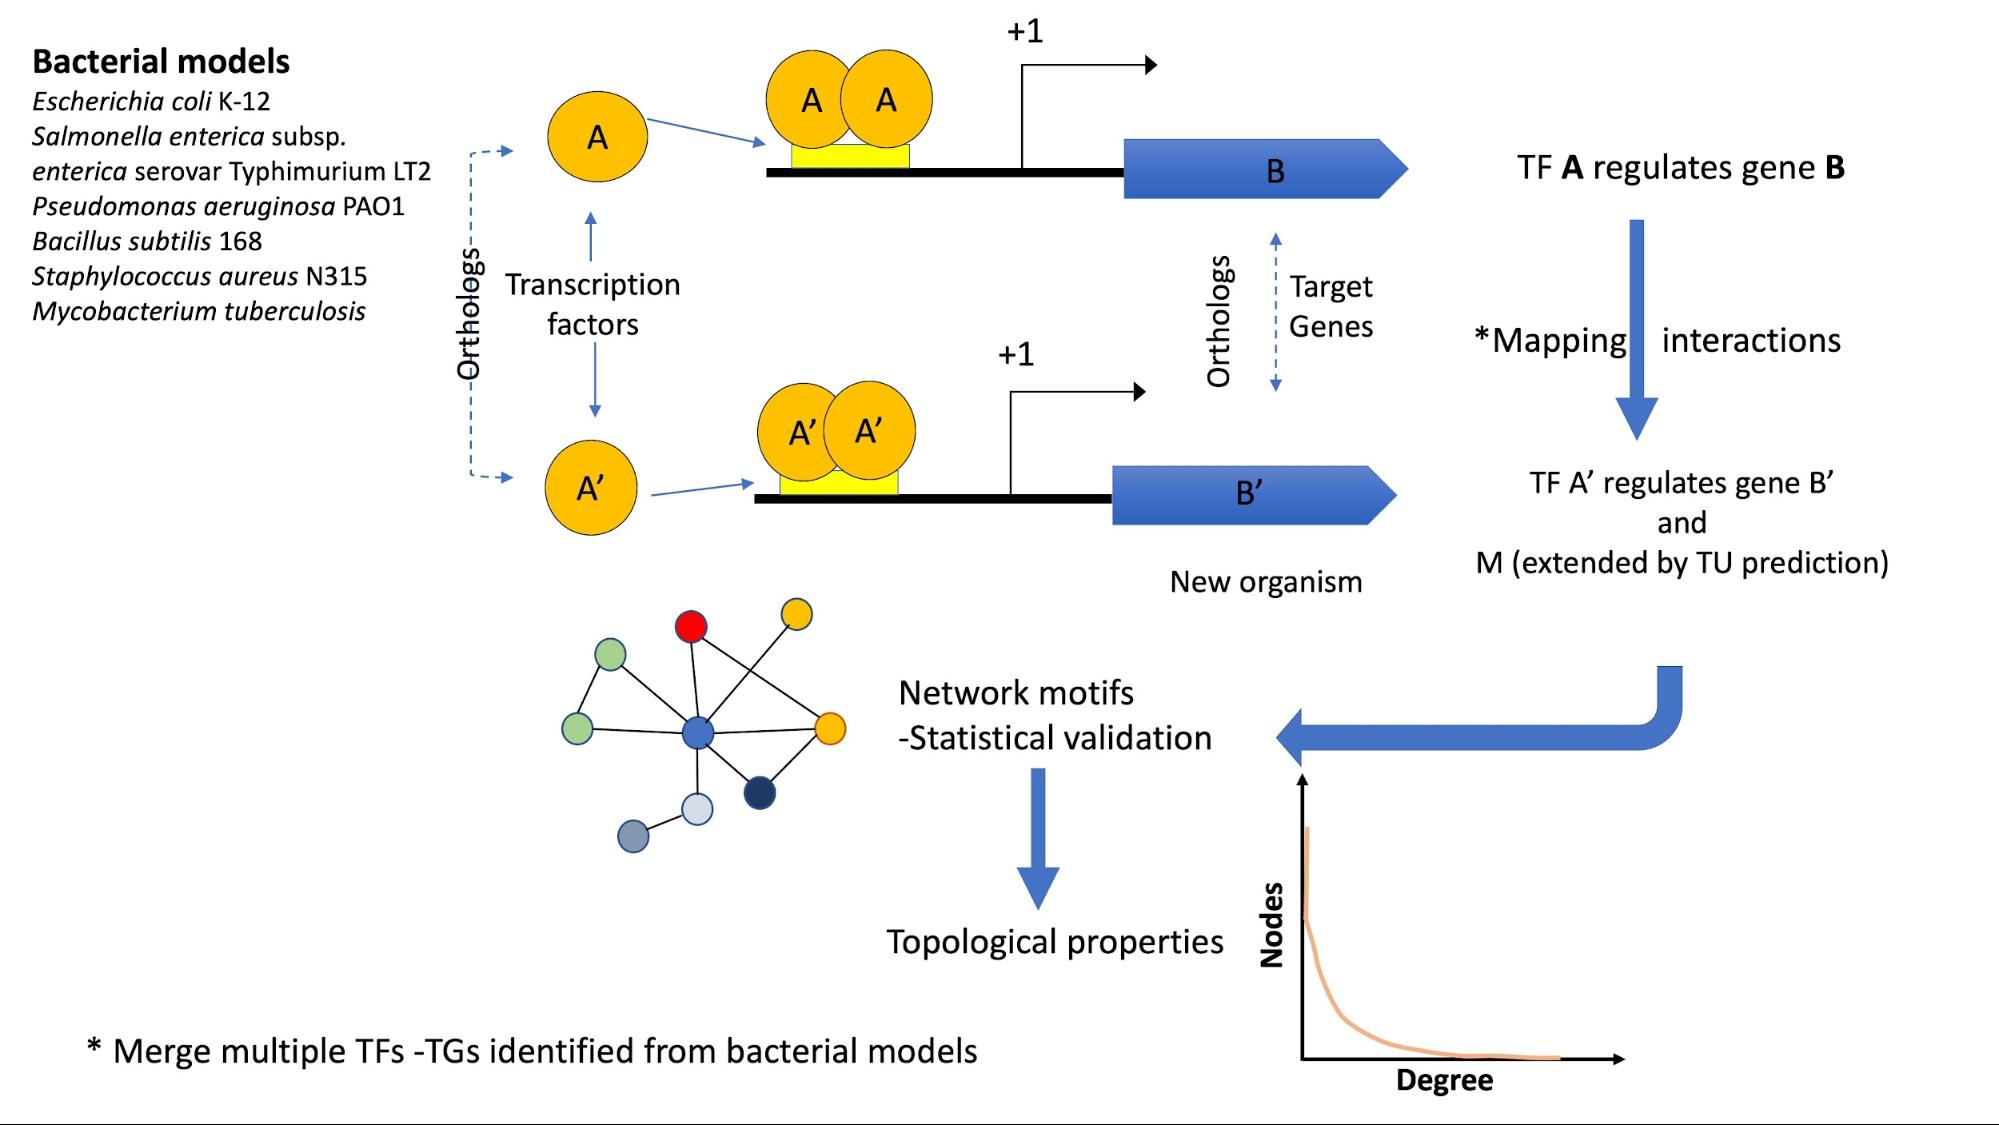 Bacterial models
Escherichia coli K-12
Salmonella enterica subsp.
enterica serovar Typhimurium LT2
Pseudomonas aeruginosa PAO1
Bacillus subtilis 168
Staphylococcus aureus N315
Mycobacterium tuberculosis
Orthologs
A
Transcription
factors
A’
A A
+1
B
A’ A’
+1
B’
Orthologs
Target
Genes
New organism
TF A regulates gene B
*Mapping interactions
TF A’ regulates gene B’
and
M (extended by TU prediction)
Network motifs
-Statistical validation
Topological properties
Nodes
Degree
* Merge multiple TFs -TGs identified from bacterial models